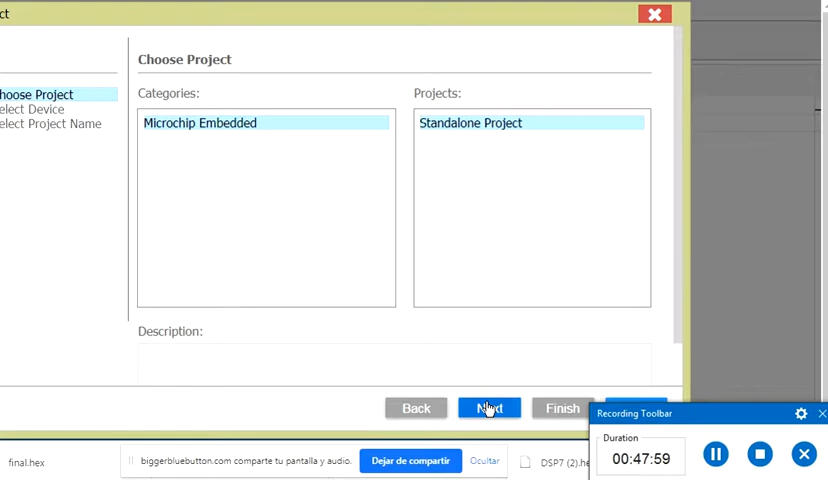 ct
Choose Project
hoose Project
elect Device
elect Project Name
Categories:
Projects:
Microchip Embedded
Standalone Project
Description:
Back
Next
Finish
Recording Toolbar
Duration
00:47:59
final.hex
biggerbluebutton.com comparte tu pantalla y audio.
Dejar de compartir
Ocultar
DSP7 (2).he